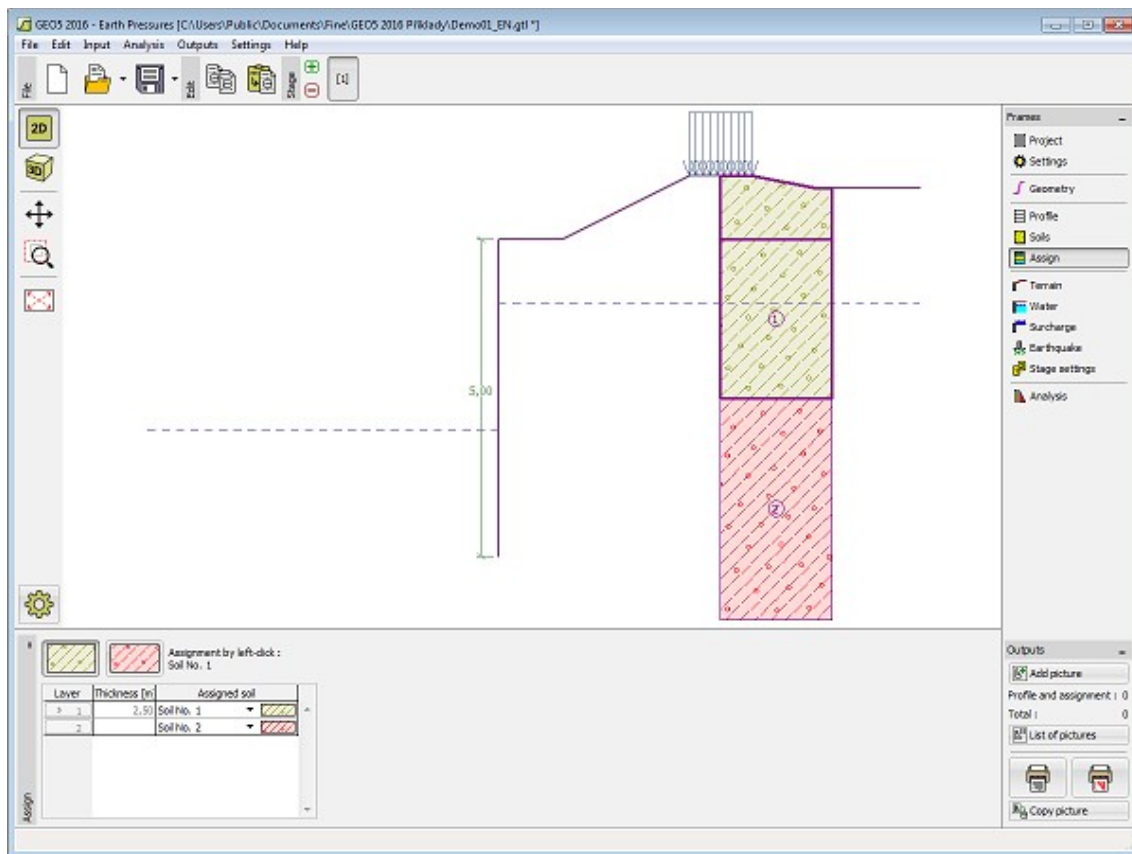 GEO5 2016 - Earth Pressures [C:\Users\Public\Documents\Fine\GEO5 2016 Příklady\Demo01_EN.gtl *]
File Edit Input Analysis Outputs Settings Help
File
Edit
Stage
[1]
2D
3D
5,00
1
2
Frames
Project
Settings
Geometry
Profile
Soils
Assign
Terrain
Water
Surcharge
Earthquake
Stage settings
Analysis
Assignment by left-click :
Soil No. 1
Layer Thickness [m Assigned soil
1 2,50 Soil No. 1
2 Soil No. 2
Assign
Outputs
Add picture
Profile and assignment : 0
Total : 0
List of pictures
Copy picture